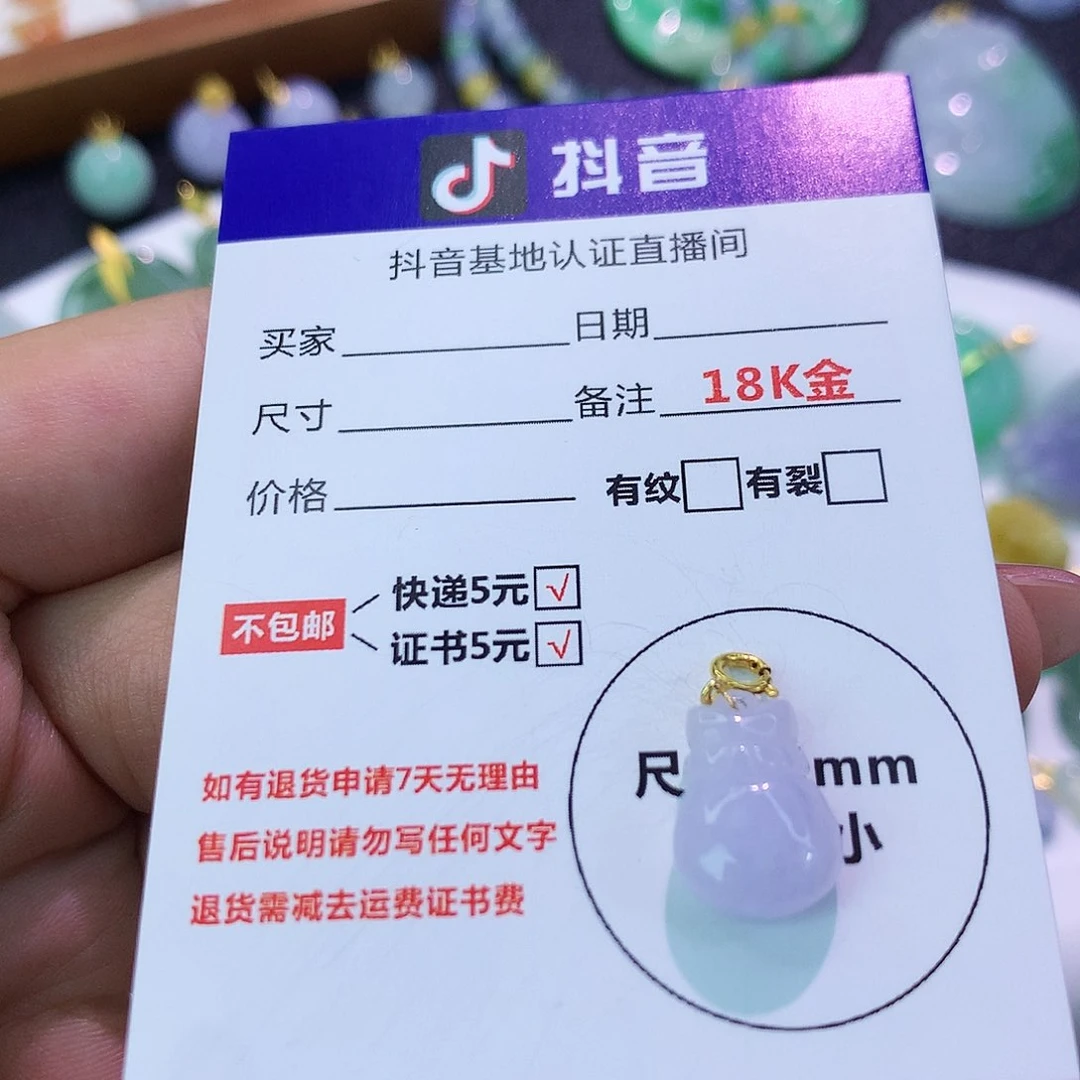 抖音
抖音基地认证直播间
买家 日期
尺寸 备注 18K金
价格 有纹 有裂
不包邮
快递5元 √
证书5元 √
如有退货申请7天无理由
售后说明请勿写任何文字
退货需减去运费证书费
尺 mm
小